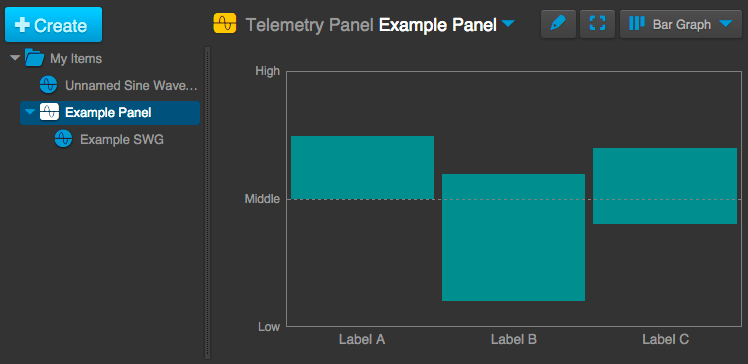 + Create
My Items
Unnamed Sine Wave...
Example Panel
Example SWG
Telemetry Panel Example Panel
Bar Graph
High
Middle
Low
Label A
Label B
Label C